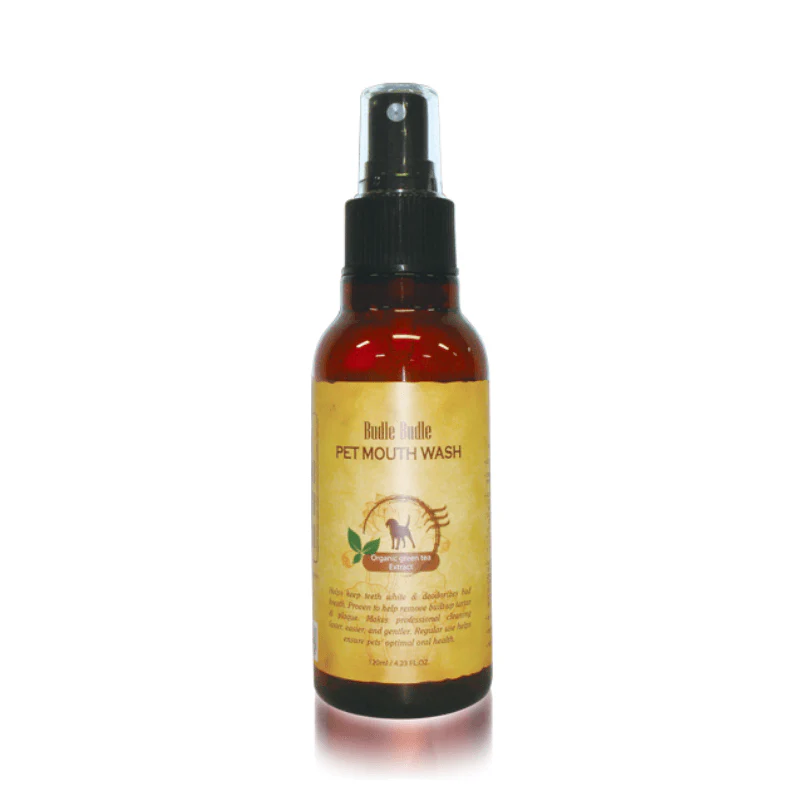 Budle Budle
PET MOUTH WASH
Organic green tea
Extract
Helps keep teeth white & deodorizes bad
breath. Proven to help remove buildup tartar
& plaque. Makes professional cleaning
faster, easier, and gentler. Regular use helps
ensure pets' optimal oral health.
120ml / 4.23 FL.OZ.